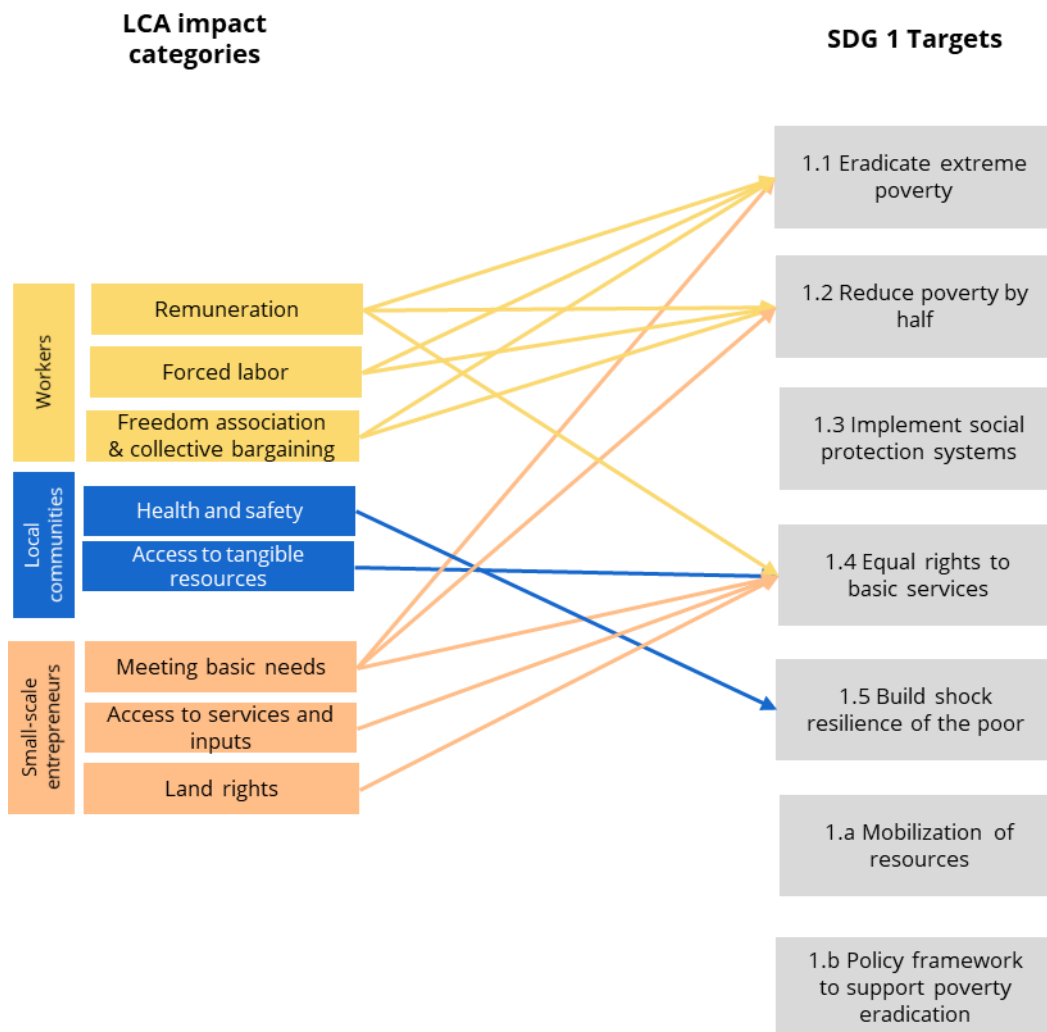 LCA impact
categories
SDG 1 Targets
Workers
Remuneration
Forced labor
Freedom association
& collective bargaining
Local
communities
Health and safety
Access to tangible
resources
Small-scale
entrepreneurs
Meeting basic needs
Access to services and
inputs
Land rights
1.1 Eradicate extreme
poverty
1.2 Reduce poverty by
half
1.3 Implement social
protection systems
1.4 Equal rights to
basic services
1.5 Build shock
resilience of the poor
1.a Mobilization of
resources
1.b Policy framework
to support poverty
eradication